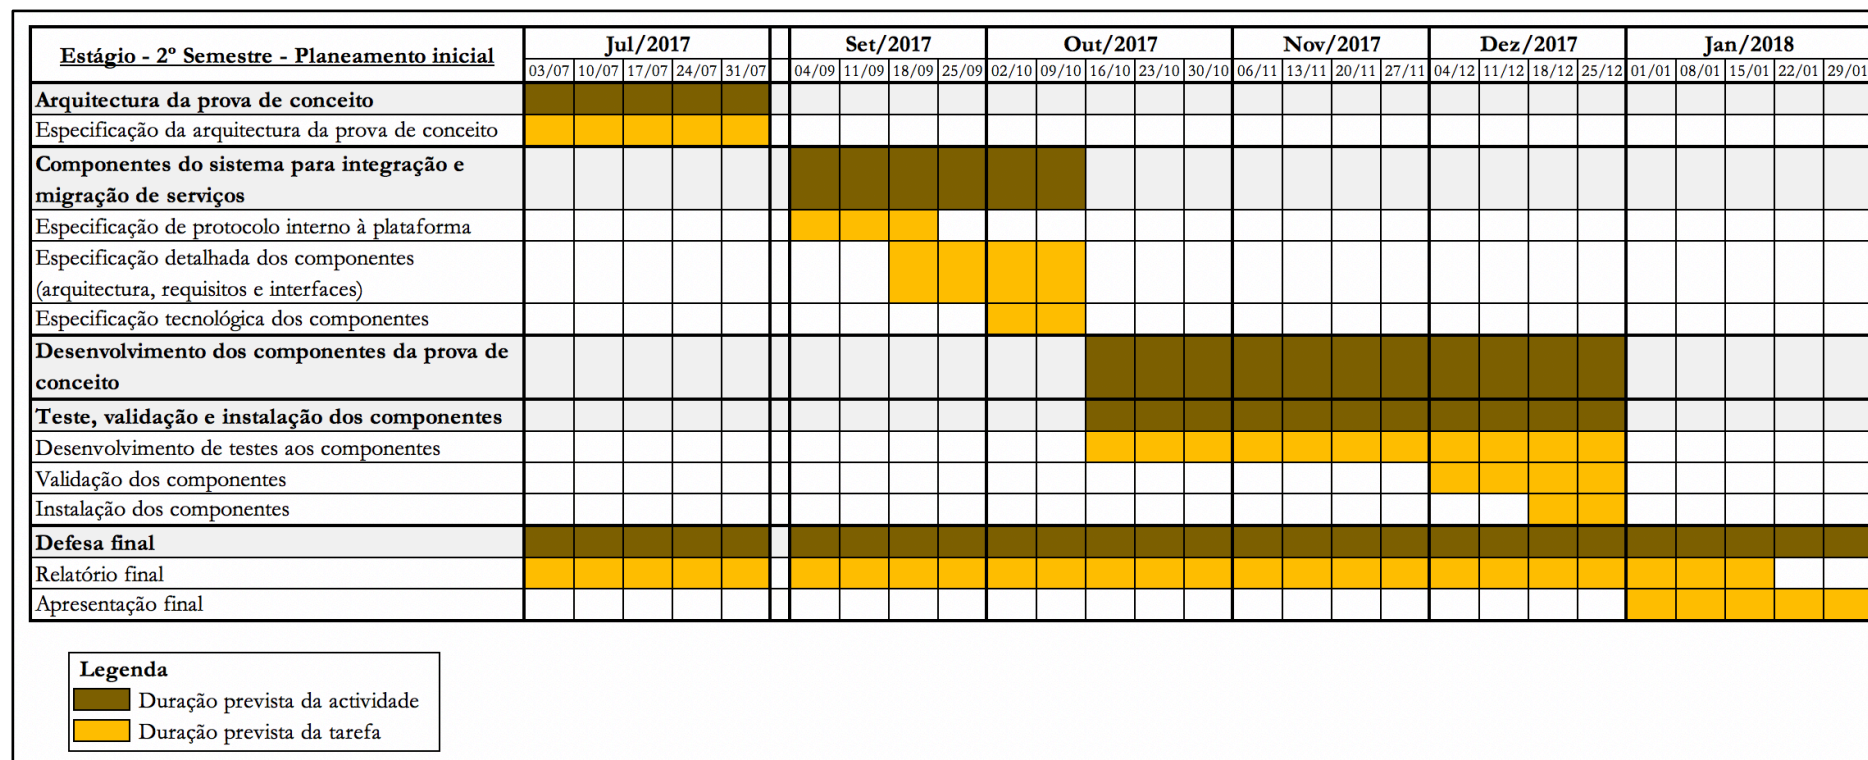 Estágio - 2º Semestre - Planeamento inicial
Jul/2017 Set/2017 Out/2017 Nov/2017 Dez/2017 Jan/2018
03/07 10/07 17/07 24/07 31/07 04/09 11/09 18/09 25/09 02/10 09/10 16/10 23/10 30/10 06/11 13/11 20/11 27/11 04/12 11/12 18/12 25/12 01/01 08/01 15/01 22/01 29/01
Arquitectura da prova de conceito
Especificação da arquitectura da prova de conceito
Componentes do sistema para integração e
migração de serviços
Especificação de protocolo interno à plataforma
Especificação detalhada dos componentes
(arquitectura, requisitos e interfaces)
Especificação tecnológica dos componentes
Desenvolvimento dos componentes da prova de
conceito
Teste, validação e instalação dos componentes
Desenvolvimento de testes aos componentes
Validação dos componentes
Instalação dos componentes
Defesa final
Relatório final
Apresentação final
Legenda
Duração prevista da actividade
Duração prevista da tarefa